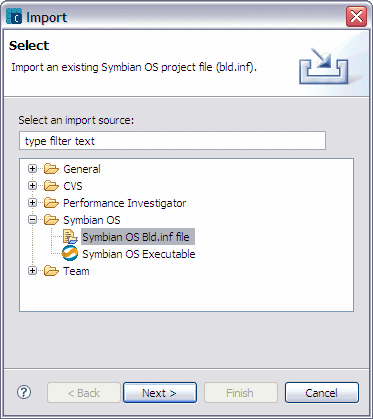 Import
Select
Import an existing Symbian OS project file (bld.inf).
Select an import source:
type filter text
General
CVS
Performance Investigator
Symbian OS
Symbian OS Bld.inf file
Symbian OS Executable
Team
? < Back Next > Finish Cancel